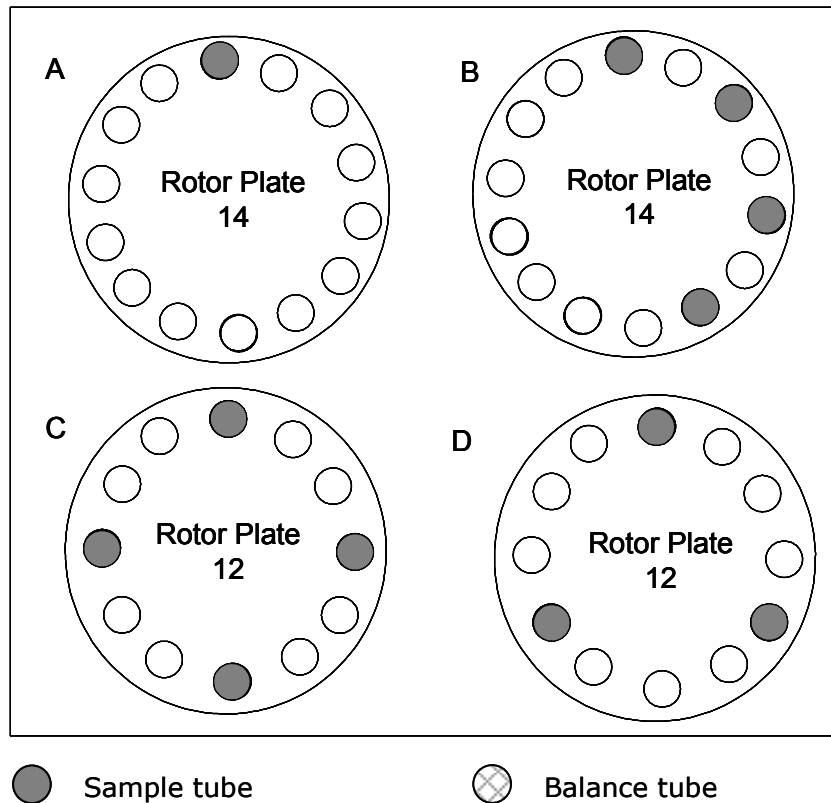 A
Rotor Plate
14
B
Rotor Plate
14
C
Rotor Plate
12
D
Rotor Plate
12
Sample tube
Balance tube